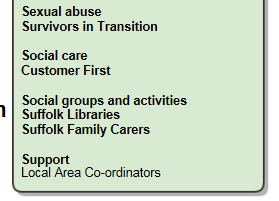 Sexual abuse
Survivors in Transition
Social care
Customer First
Social groups and activities
Suffolk Libraries
Suffolk Family Carers
Support
Local Area Co-ordinators